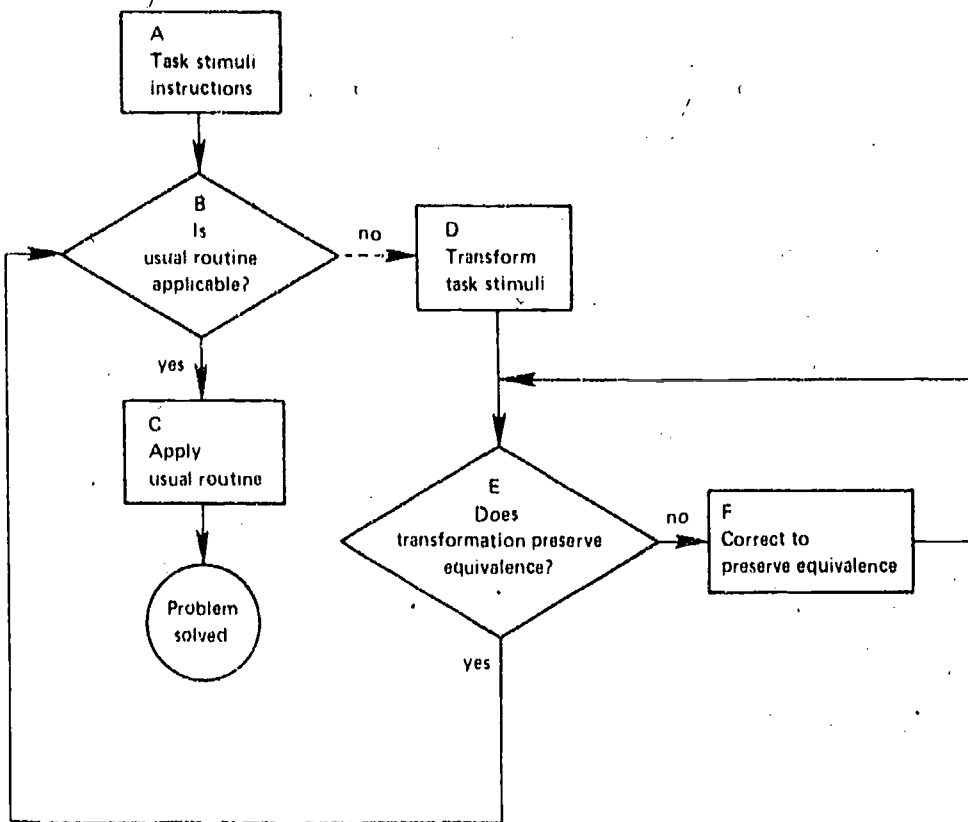 A
Task stimuli
instructions
B
Is
usual routine
applicable?
no
D
Transform
task stimuli
yes
C
Apply
usual routine
E
Does
transformation preserve
equivalence?
no
F
Correct to
preserve equivalence
Problem
solved
yes